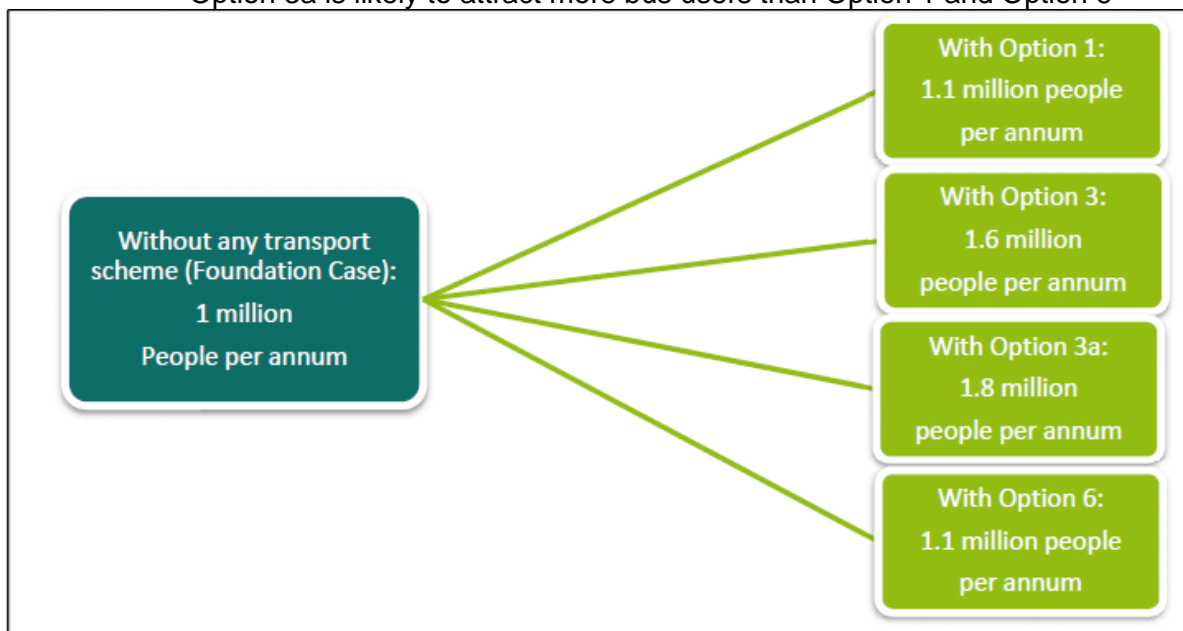 Option 3a is likely to attract more bus users than Option 1 and Option 6
With Option 1:
1.1 million people
per annum
With Option 3:
1.6 million
people per annum
Without any transport
scheme (Foundation Case):
1 million
People per annum
With Option 3a:
1.8 million
people per annum
With Option 6:
1.1 million people
per annum